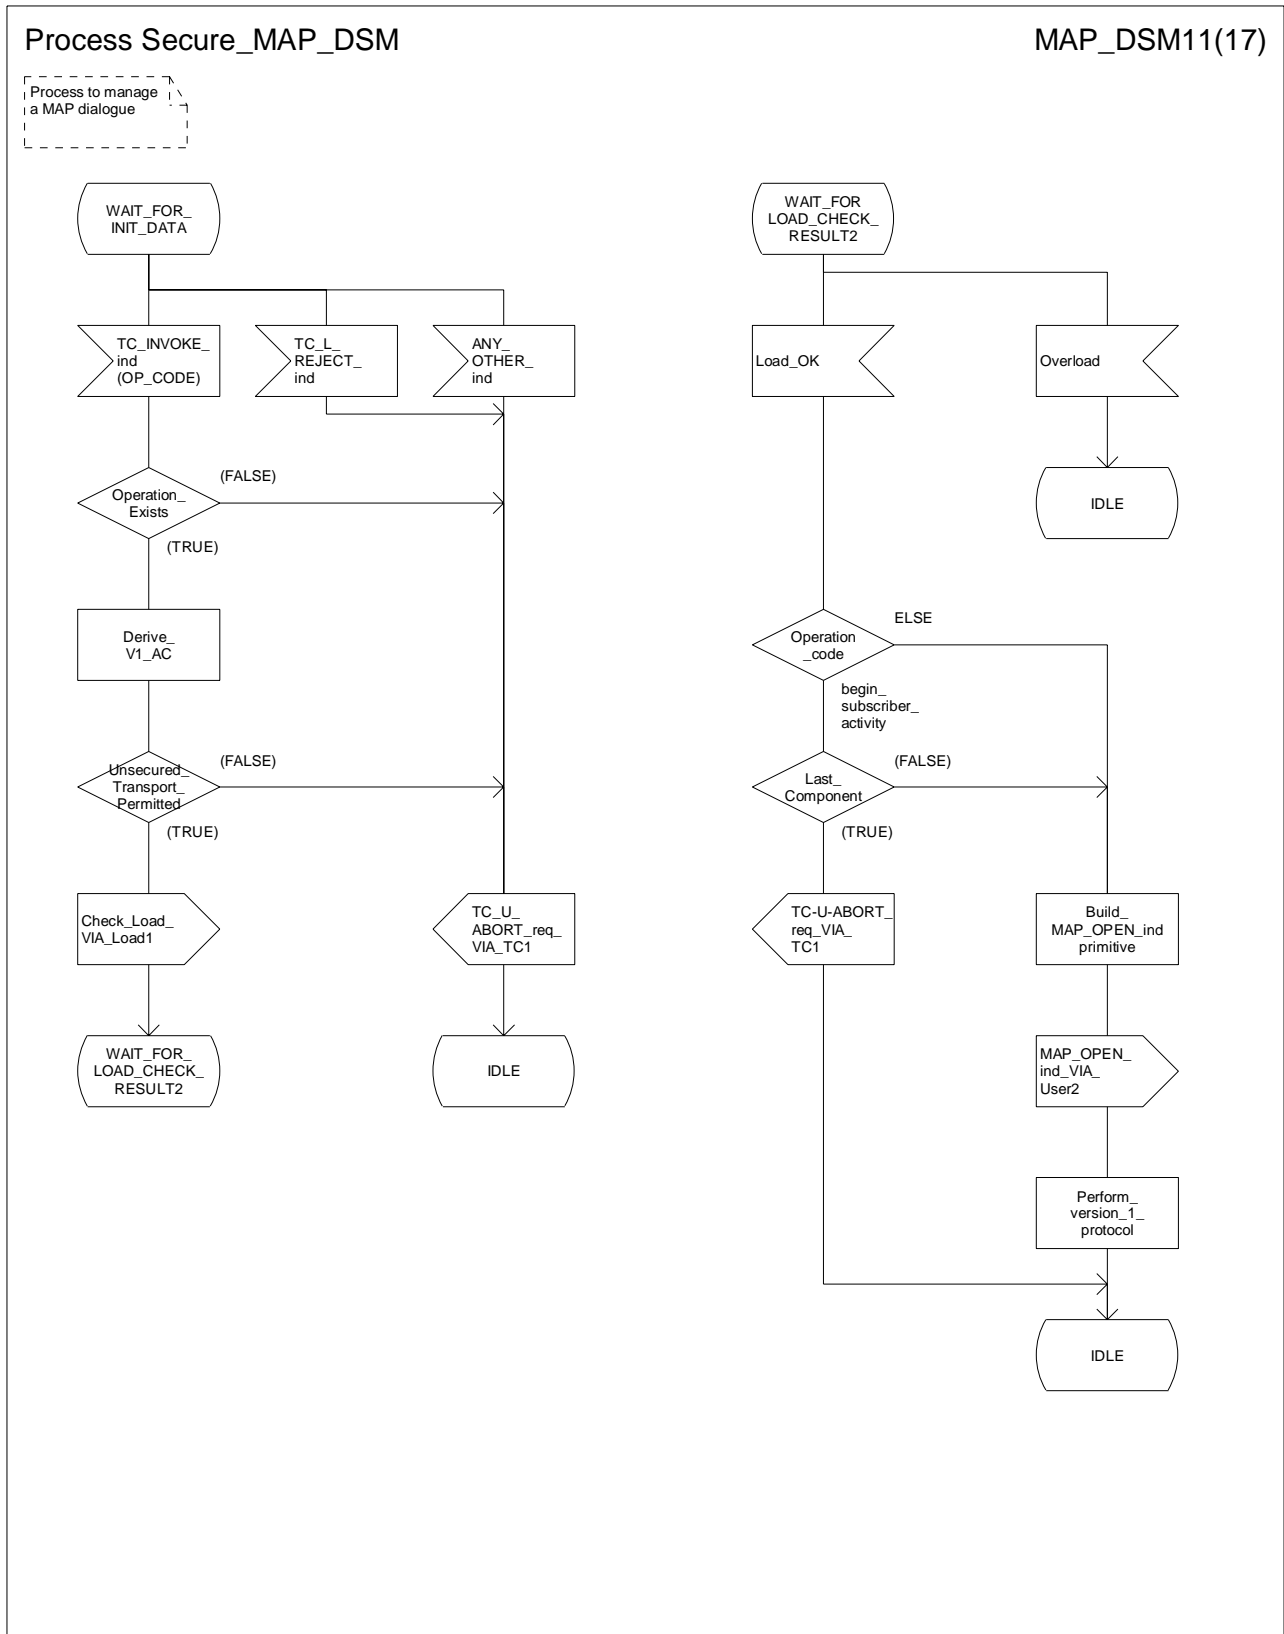 Process Secure_MAP_DSM
MAP_DSM11(17)
Process to manage
a MAP dialogue
WAIT_FOR_
INIT_DATA
TC_INVOKE_
ind
(OP_CODE)
TC_L_
REJECT_
ind
ANY_
OTHER_
ind
Operation_
Exists
(FALSE)
(TRUE)
Derive_
V1_AC
Unsecured_
Transport_
Permitted
(FALSE)
(TRUE)
Check_Load_
VIA_Load1
TC_U_
ABORT_req_
VIA_TC1
WAIT_FOR_
LOAD_CHECK_
RESULT2
IDLE
WAIT_FOR
LOAD_CHECK_
RESULT2
Load_OK
Overload
IDLE
Operation
_code
ELSE
begin_
subscriber_
activity
Last_
Component
(FALSE)
(TRUE)
TC-U-ABORT_
req_VIA_
TC1
Build_
MAP_OPEN_ind
primitive
MAP_OPEN_
ind_VIA_
User2
Perform_
version_1_
protocol
IDLE